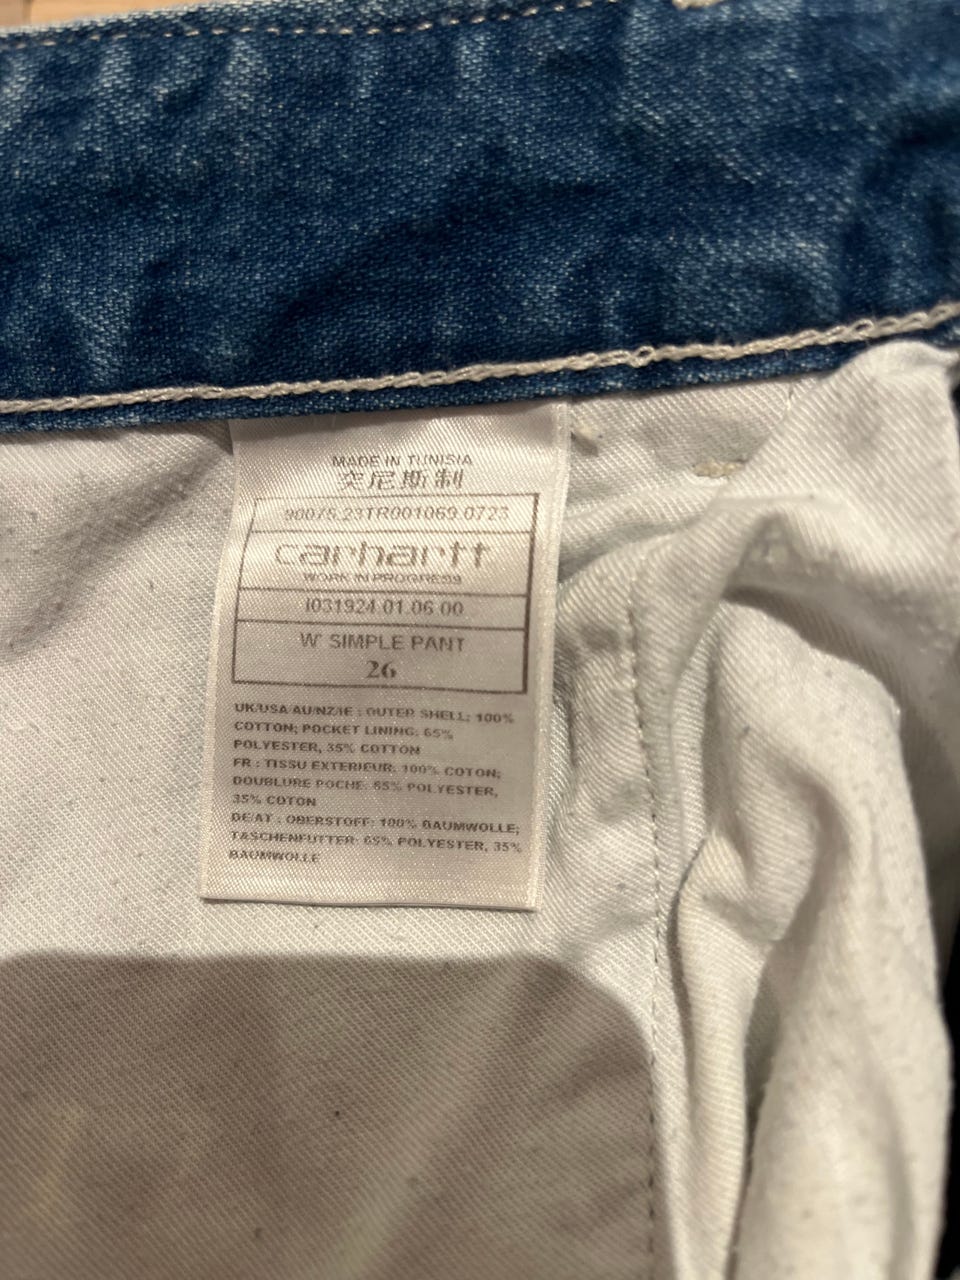 MADE IN TUNISIA
突尼斯制
90075.23TR001069.0723
carhartt
WORK IN PROGRESS
I031924.01.06.00
W' SIMPLE PANT
26
UK/USA/AU/NZ/IE : OUTER SHELL: 100%
COTTON; POCKET LINING: 65%
POLYESTER, 35% COTTON
FR : TISSU EXTERIEUR: 100% COTON;
DOUBLURE POCHE: 65% POLYESTER,
35% COTON
DE/AT : OBERSTOFF: 100% BAUMWOLLE;
TASCHENFUTTER: 65% POLYESTER, 35%
BAUMWOLLE